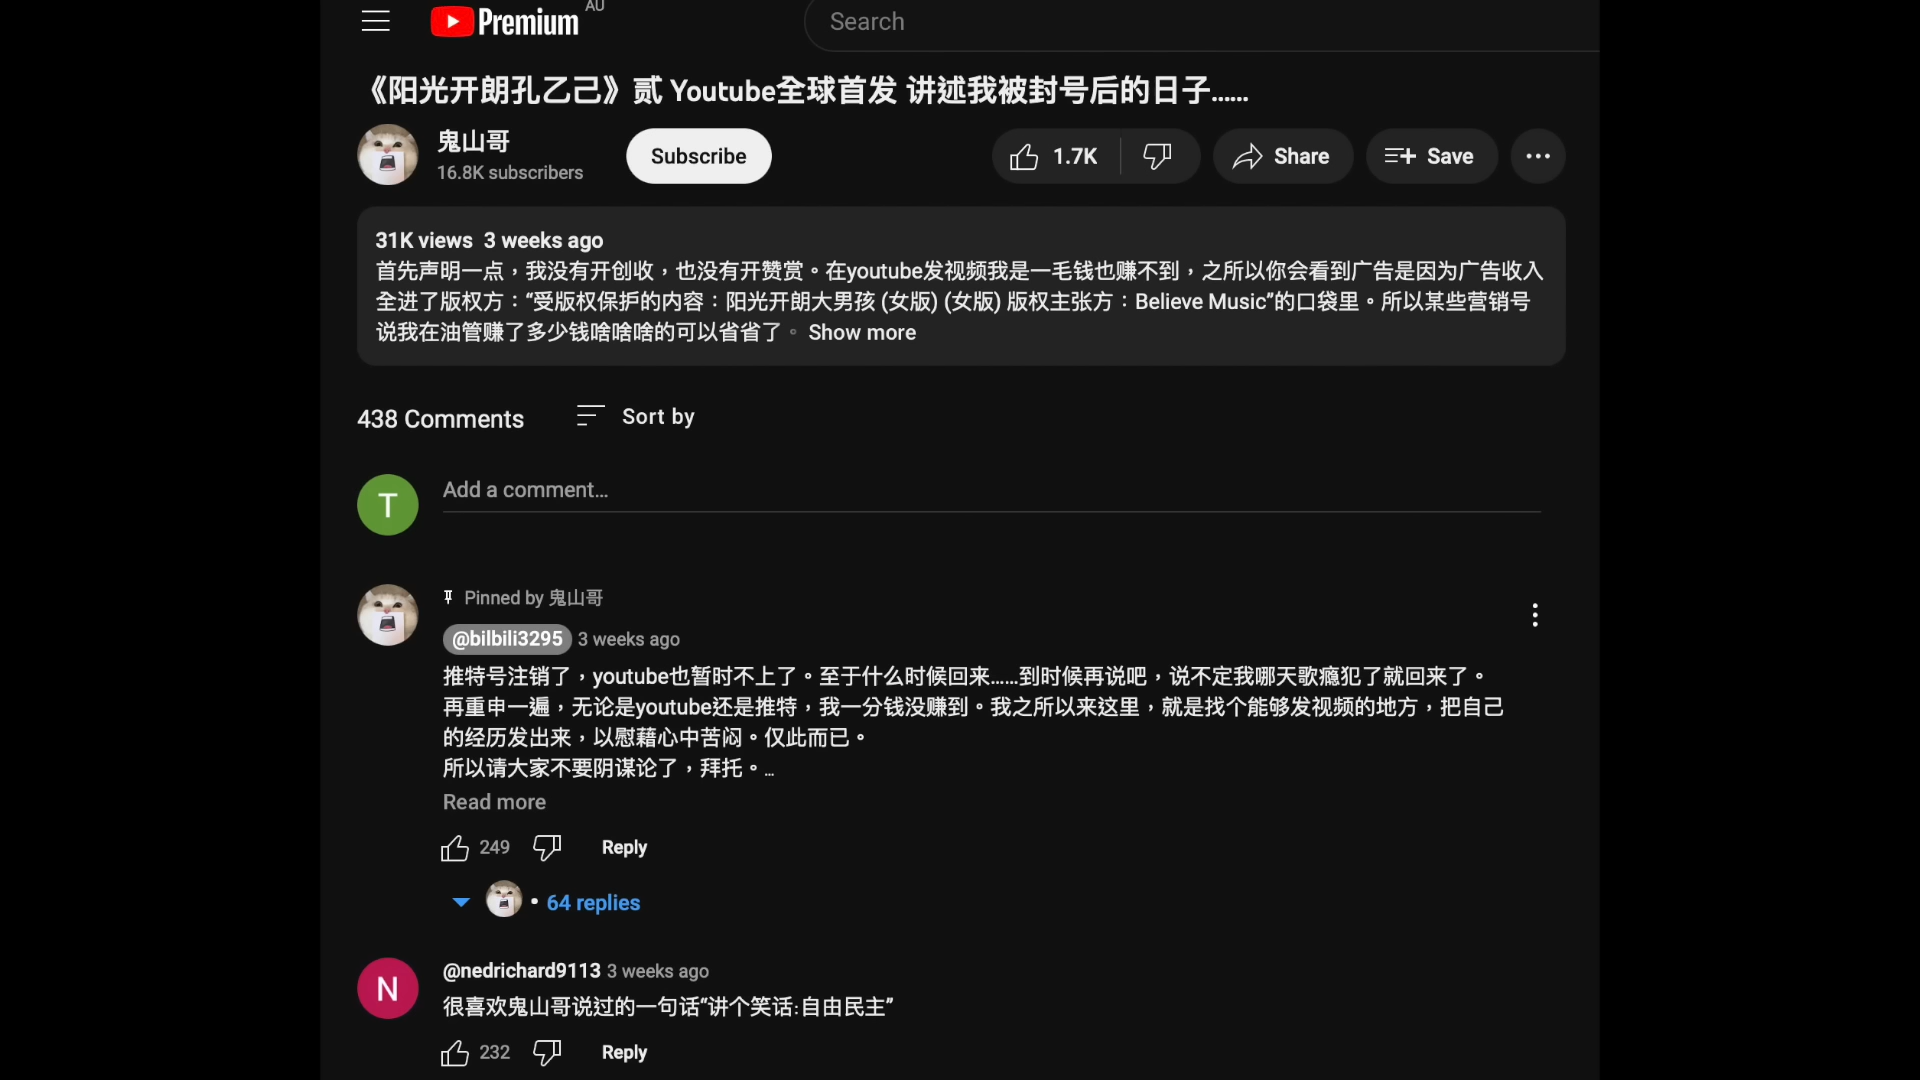 Premium AU
Search
《阳光开朗孔乙己》贰 Youtube全球首发 讲述我被封号后的日子......
鬼山哥
16.8K subscribers
Subscribe
1.7K
Share
Save
31K views 3 weeks ago
首先声明一点，我没有开创收，也没有开赞赏。在youtube发视频我是一毛钱也赚不到，之所以你会看到广告是因为广告收入
全进了版权方：“受版权保护的内容：阳光开朗大男孩 (女版) (女版) 版权主张方：Believe Music”的口袋里。所以某些营销号
说我在油管赚了多少钱啥啥啥的可以省省了。 Show more
438 Comments
Sort by
T
Add a comment...
Pinned by 鬼山哥
@bilbili3295 3 weeks ago
推特号注销了，youtube也暂时不上了。至于什么时候回来......到时候再说吧，说不定我哪天歌瘾犯了就回来了。
再重申一遍，无论是youtube还是推特，我一分钱没赚到。我之所以来这里，就是找个能够发视频的地方，把自己
的经历发出来，以慰藉心中苦闷。仅此而已。
所以请大家不要阴谋论了，拜托。...
Read more
249
Reply
• 64 replies
N
@nedrichard9113 3 weeks ago
很喜欢鬼山哥说过的一句话“讲个笑话:自由民主”
232
Reply